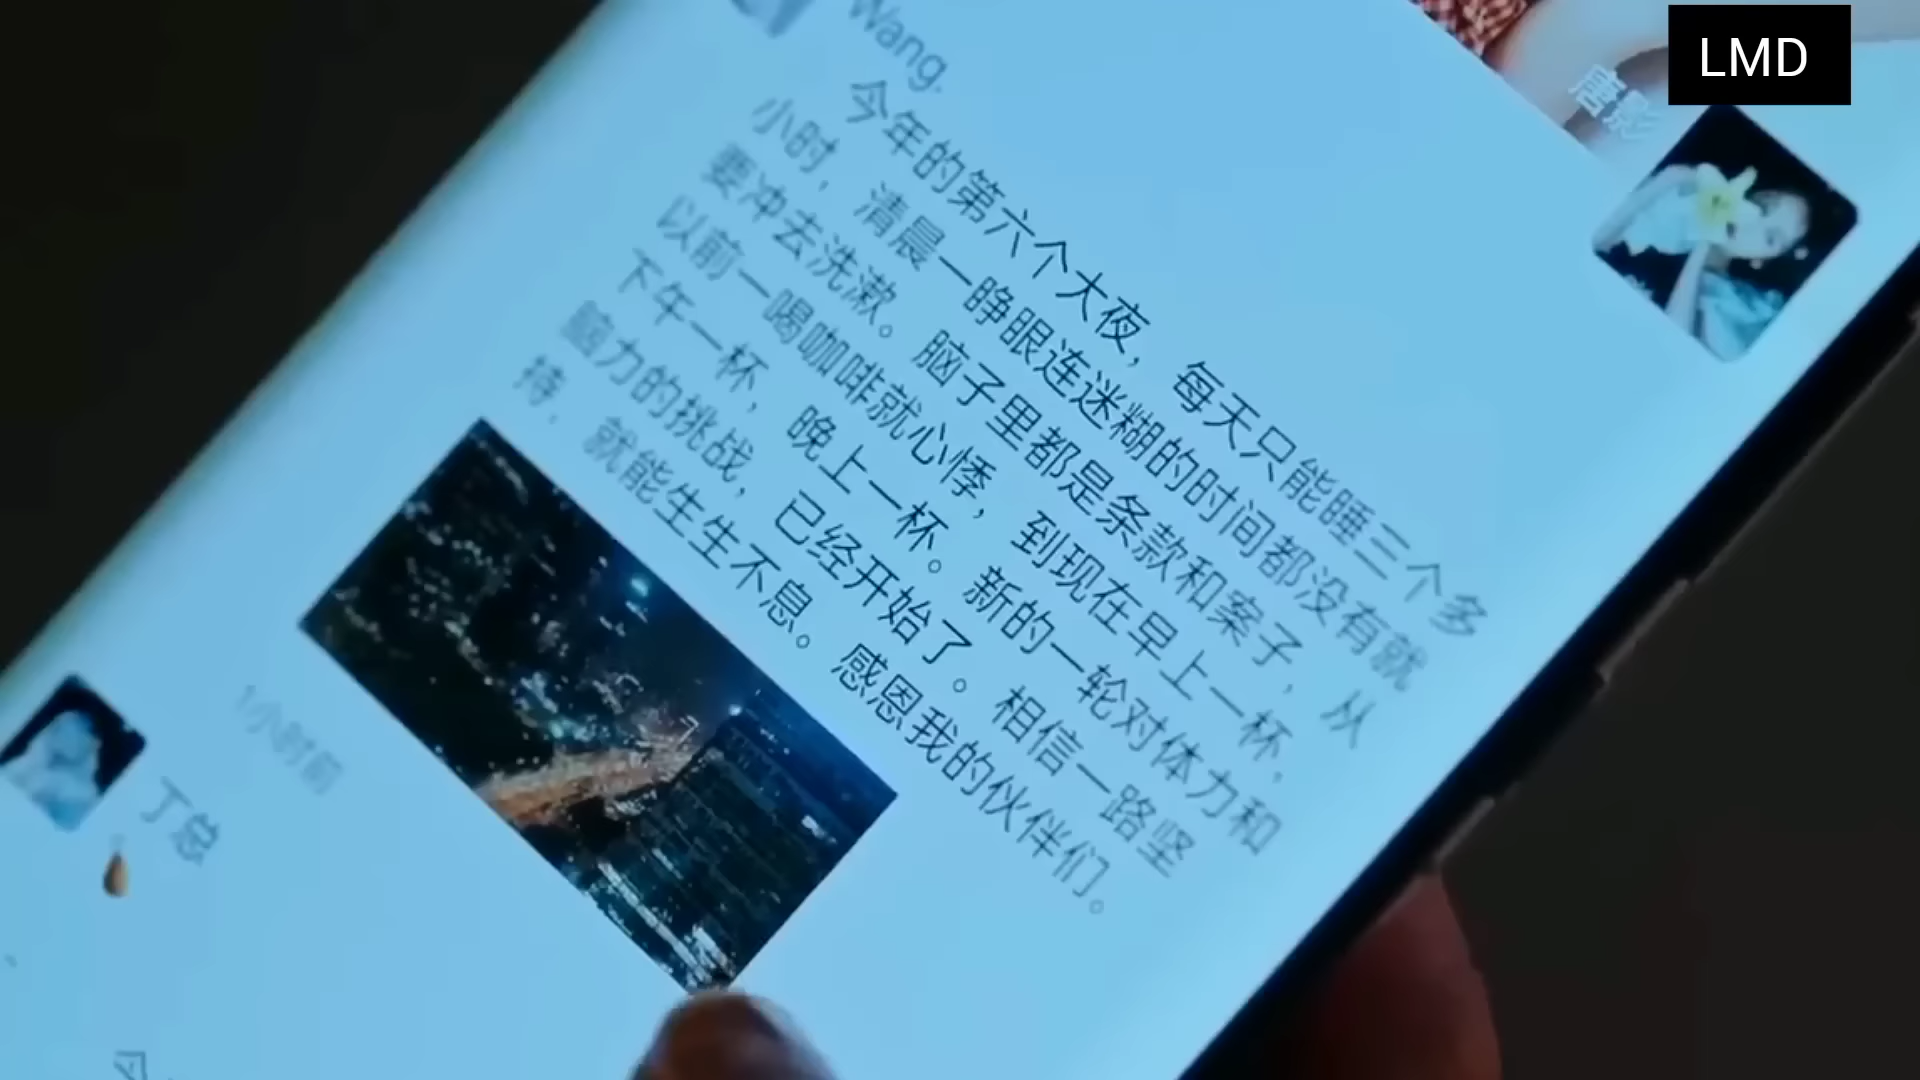 LMD
唐影
Wang.
今年的第六个大夜，每天只能睡三个多
小时，清晨一睁眼连迷糊的时间都没有就
要冲去洗漱。脑子里都是条款和案子，从
以前一喝咖啡就心悸，到现在早上一杯，
下午一杯，晚上一杯。新的一轮对体力和
脑力的挑战，已经开始了。相信一路坚
持，就能生生不息。感恩我的伙伴们。
1小时前
丁总